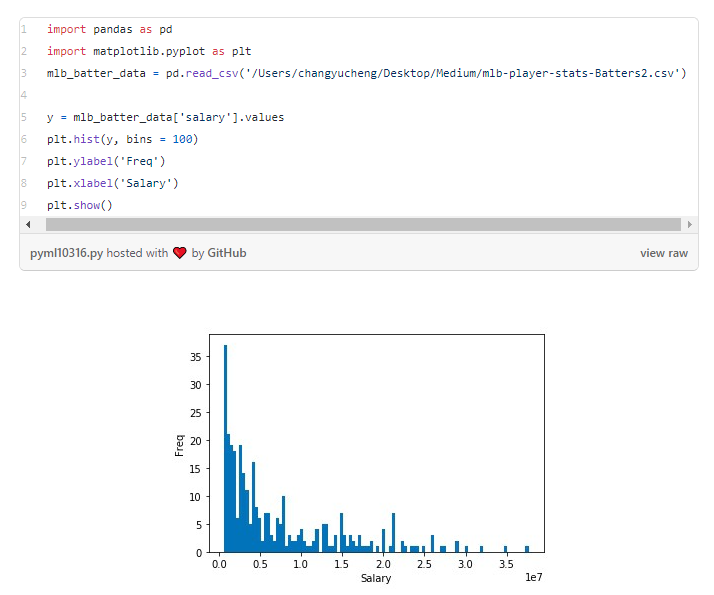 1 import pandas as pd
2 import matplotlib.pyplot as plt
3 mlb_batter_data = pd.read_csv('/Users/changyucheng/Desktop/Medium/mlb-player-stats-Batters2.csv')
4
5 y = mlb_batter_data['salary'].values
6 plt.hist(y, bins = 100)
7 plt.ylabel('Freq')
8 plt.xlabel('Salary')
9 plt.show()
pyml10316.py hosted with ❤ by GitHub view raw
35
30
25
20
15
10
5
0
Freq
0.0 0.5 1.0 1.5 2.0 2.5 3.0 3.5
Salary
1e7